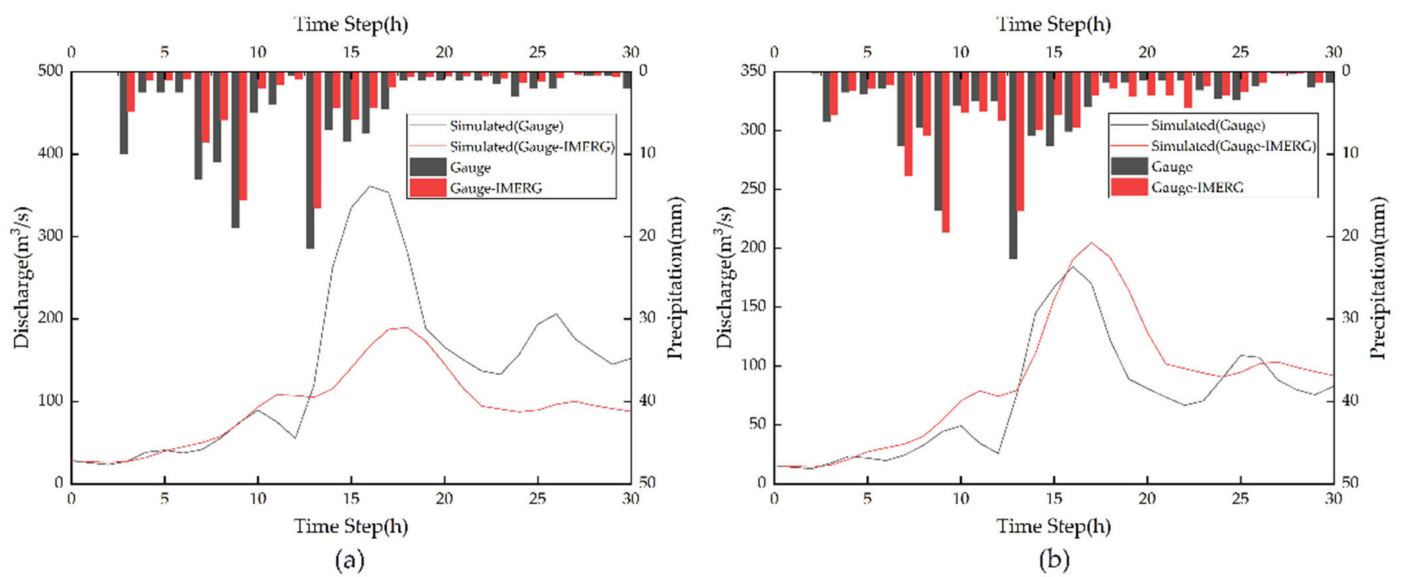 Time Step(h)
0 5 10 15 20 25 30
500 400 300 200 100 0
Discharge(m³/s)
Simulated(Gauge)
Simulated(Gauge-IMERG)
Gauge
Gauge-IMERG
0 10 20 30 40 50
Precipitation(mm)
0 5 10 15 20 25 30
Time Step(h)
(a)
Time Step(h)
0 5 10 15 20 25 30
350 300 250 200 150 100 50 0
Discharge(m³/s)
Simulated(Gauge)
Simulated(Gauge-IMERG)
Gauge
Gauge-IMERG
0 10 20 30 40 50
Precipitation(mm)
0 5 10 15 20 25 30
Time Step(h)
(b)